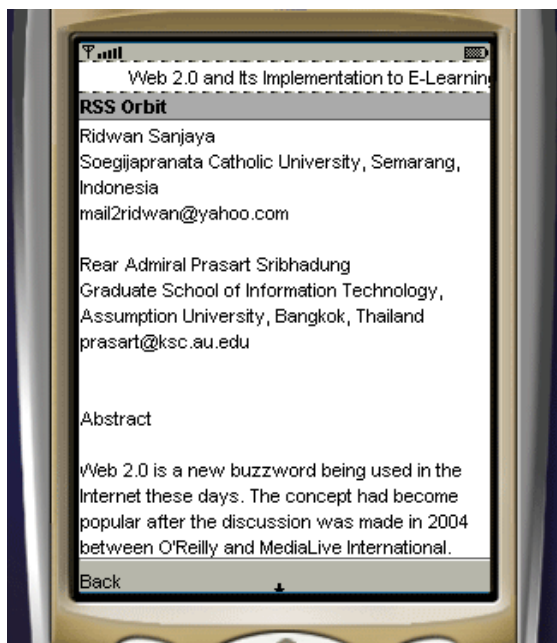 Web 2.0 and Its Implementation to E-Learning
RSS Orbit
Ridwan Sanjaya
Soegijapranata Catholic University, Semarang,
Indonesia
mail2ridwan@yahoo.com
Rear Admiral Prasart Sribhadung
Graduate School of Information Technology,
Assumption University, Bangkok, Thailand
prasart@ksc.au.edu
Abstract
Web 2.0 is a new buzzword being used in the
Internet these days. The concept had become
popular after the discussion was made in 2004
between O'Reilly and MediaLive International.
Back